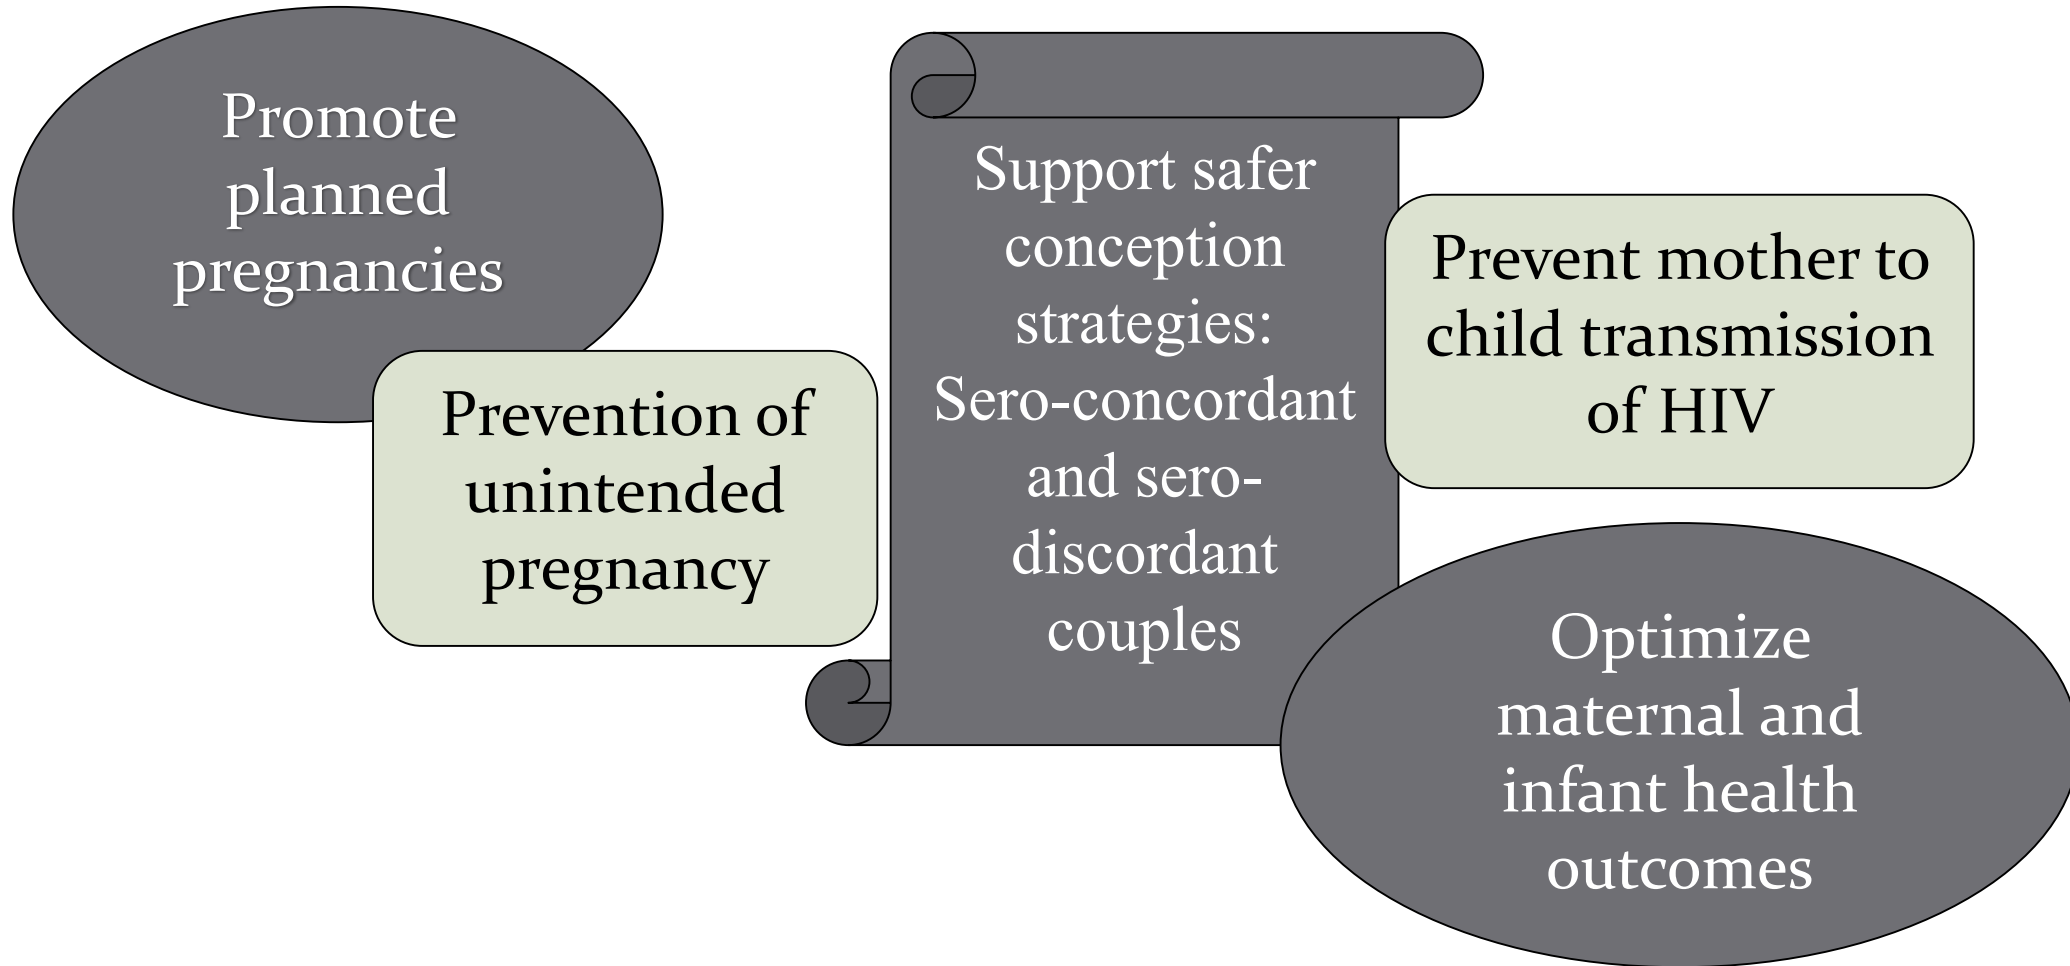 Promote
planned
pregnancies
Prevention of
unintended
pregnancy
Support safer
conception
strategies:
Sero-concordant
and sero-
discordant
couples
Prevent mother to
child transmission
of HIV
Optimize
maternal and
infant health
outcomes